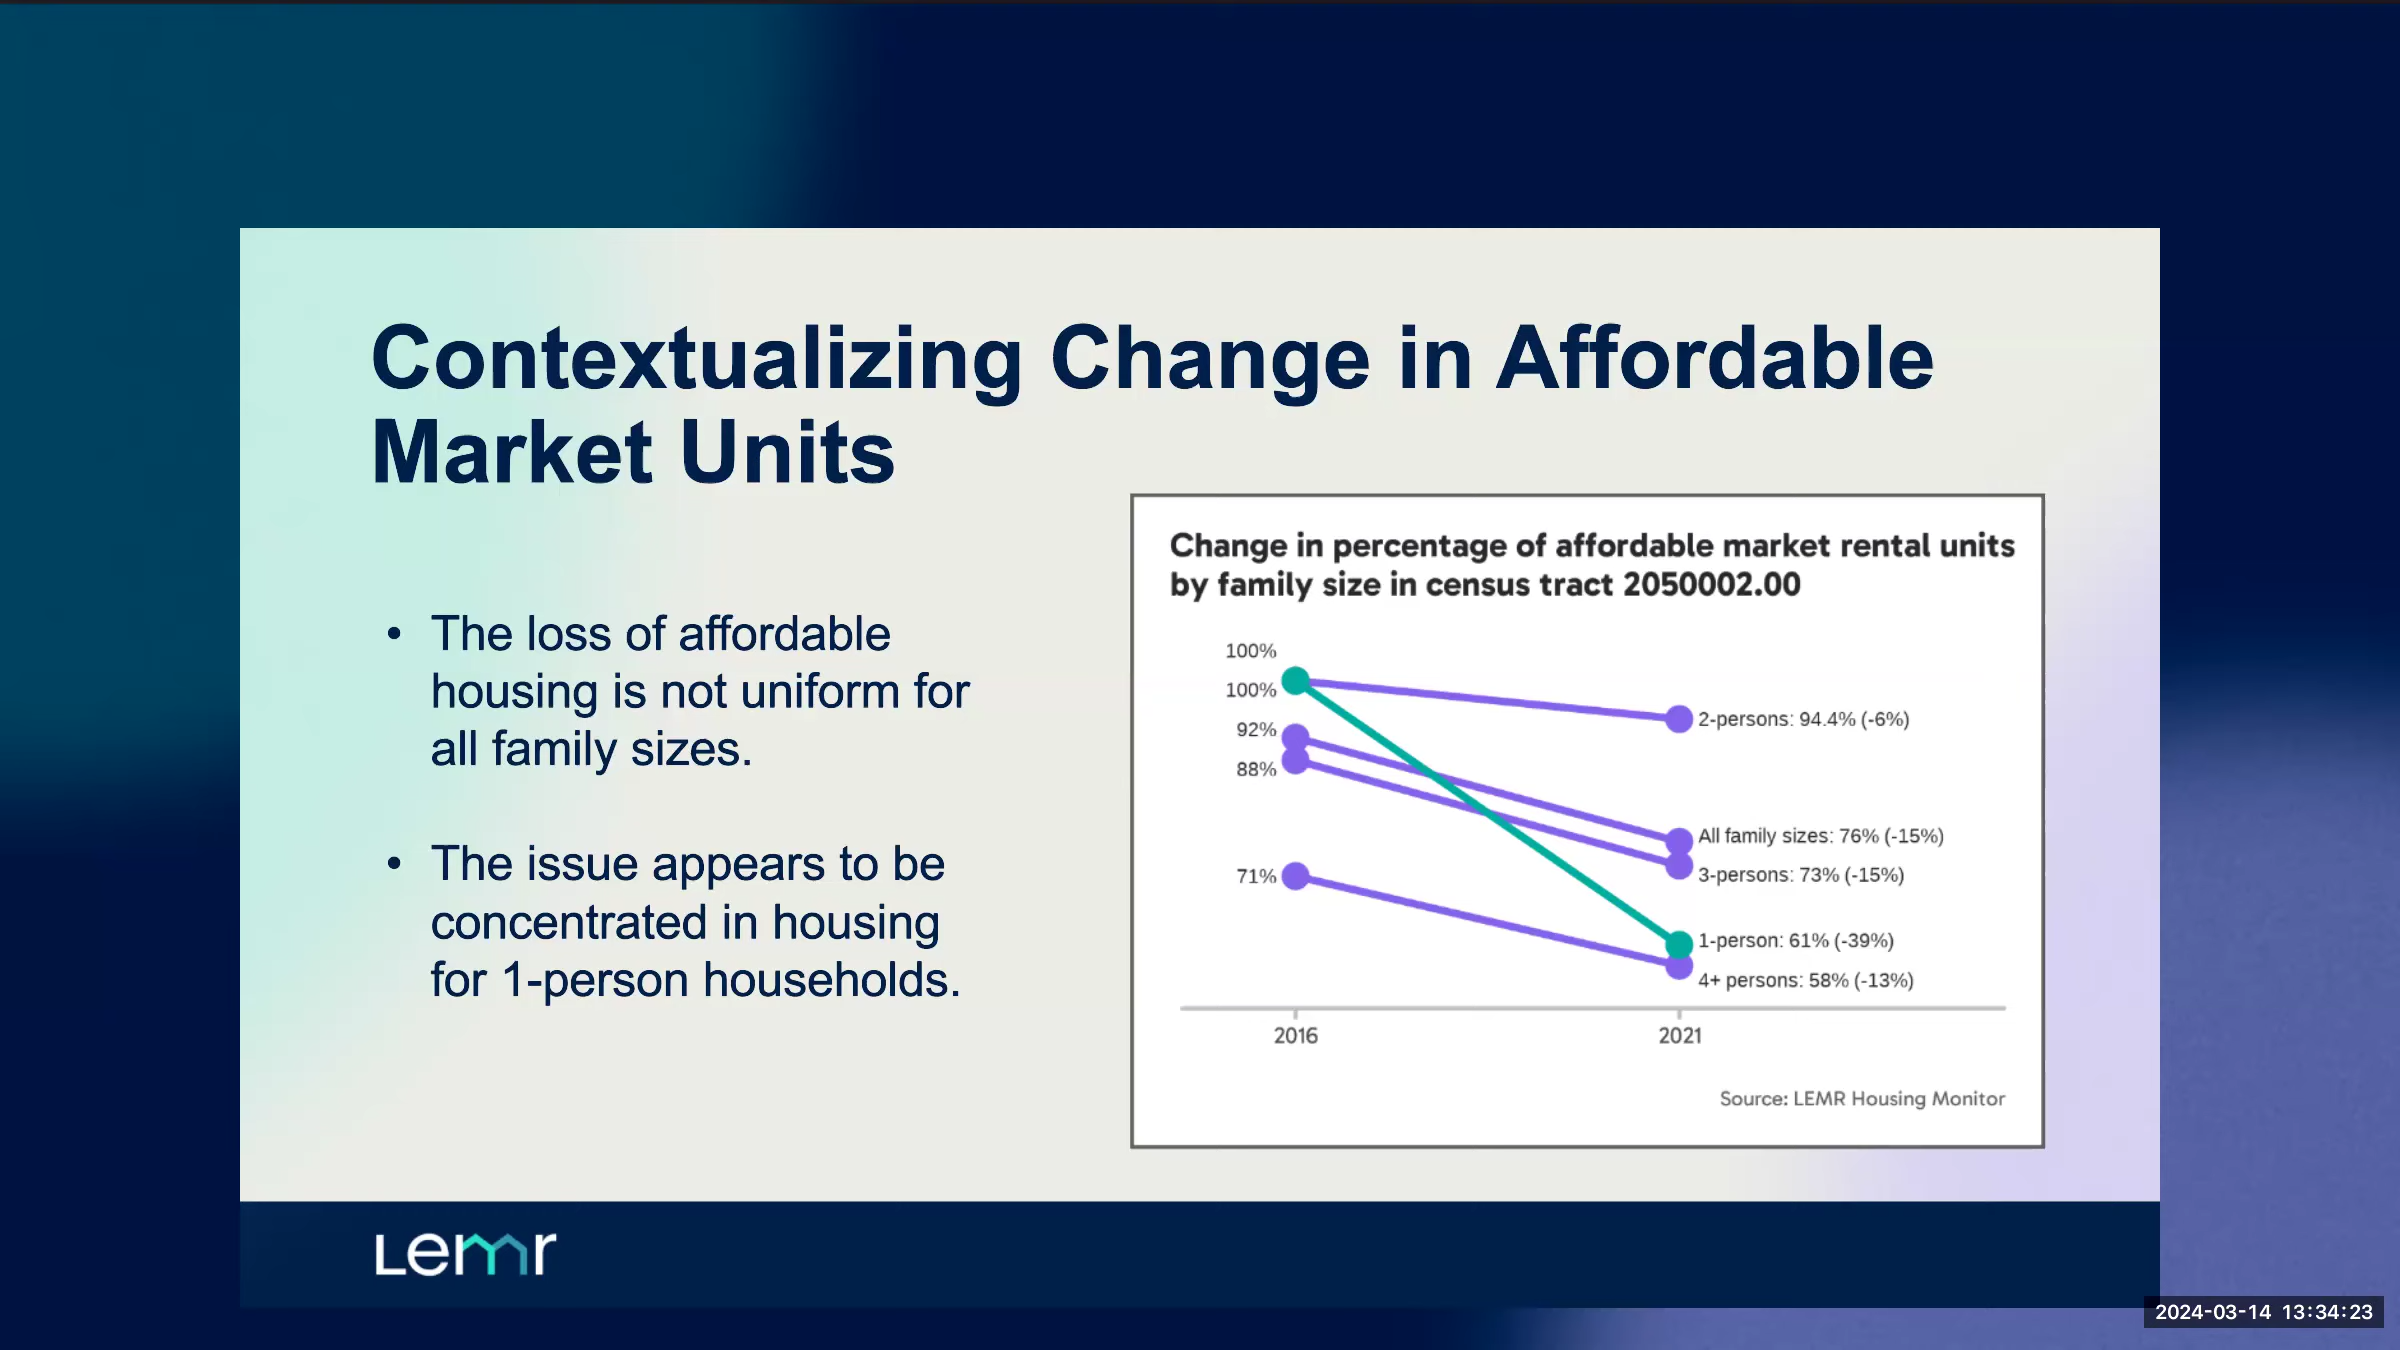 Contextualizing Change in Affordable
Market Units
• The loss of affordable
housing is not uniform for
all family sizes.
• The issue appears to be
concentrated in housing
for 1-person households.
Change in percentage of affordable market rental units
by family size in census tract 2050002.00
100%
100%
92%
88%
71%
2-persons: 94.4% (-6%)
All family sizes: 76% (-15%)
3-persons: 73% (-15%)
1-person: 61% (-39%)
4+ persons: 58% (-13%)
2016
2021
Source: LEMR Housing Monitor
Lemr
2024-03-14 13:34:23